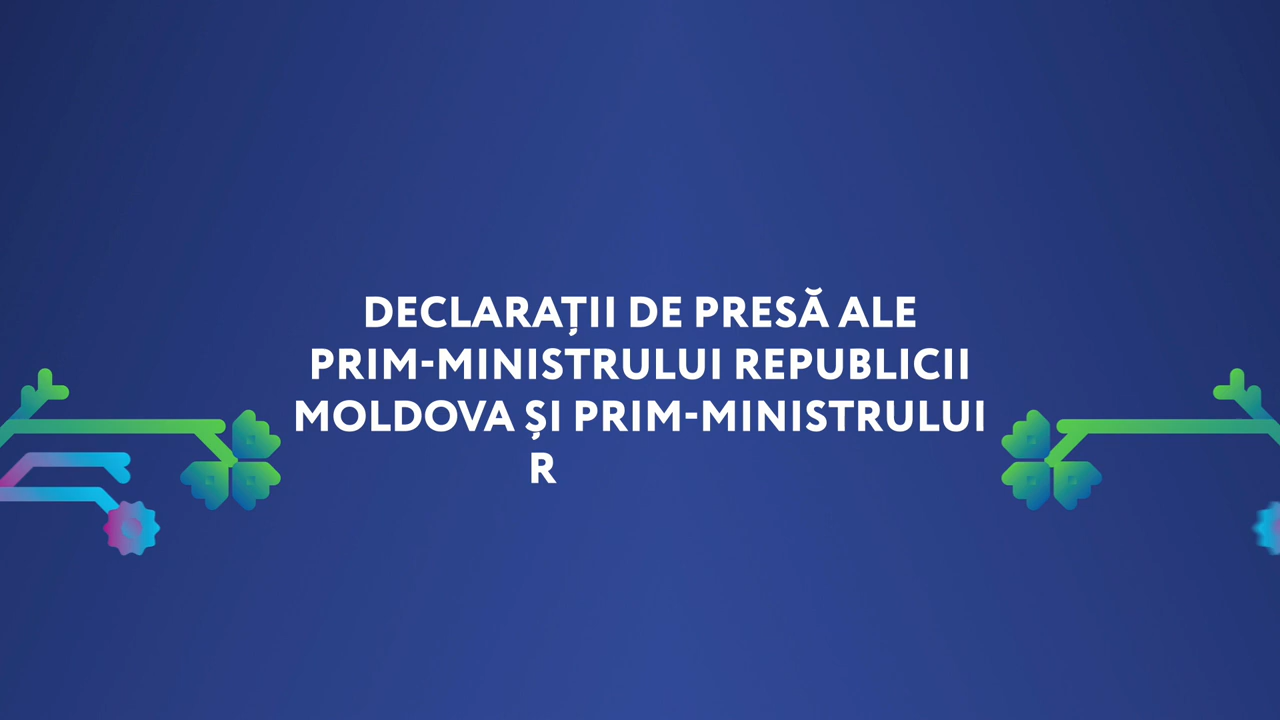 DECLARAȚII DE PRESĂ ALE
PRIM-MINISTRULUI REPUBLICII
MOLDOVA ȘI PRIM-MINISTRULUI
R